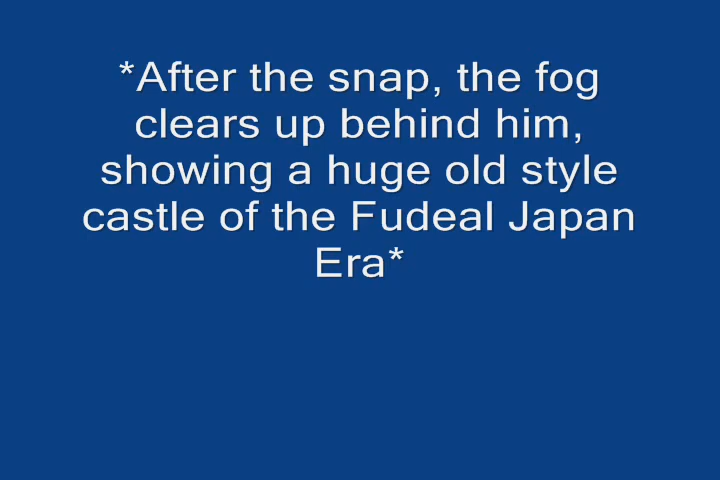 *After the snap, the fog
clears up behind him,
showing a huge old style
castle of the Fudeal Japan
Era*